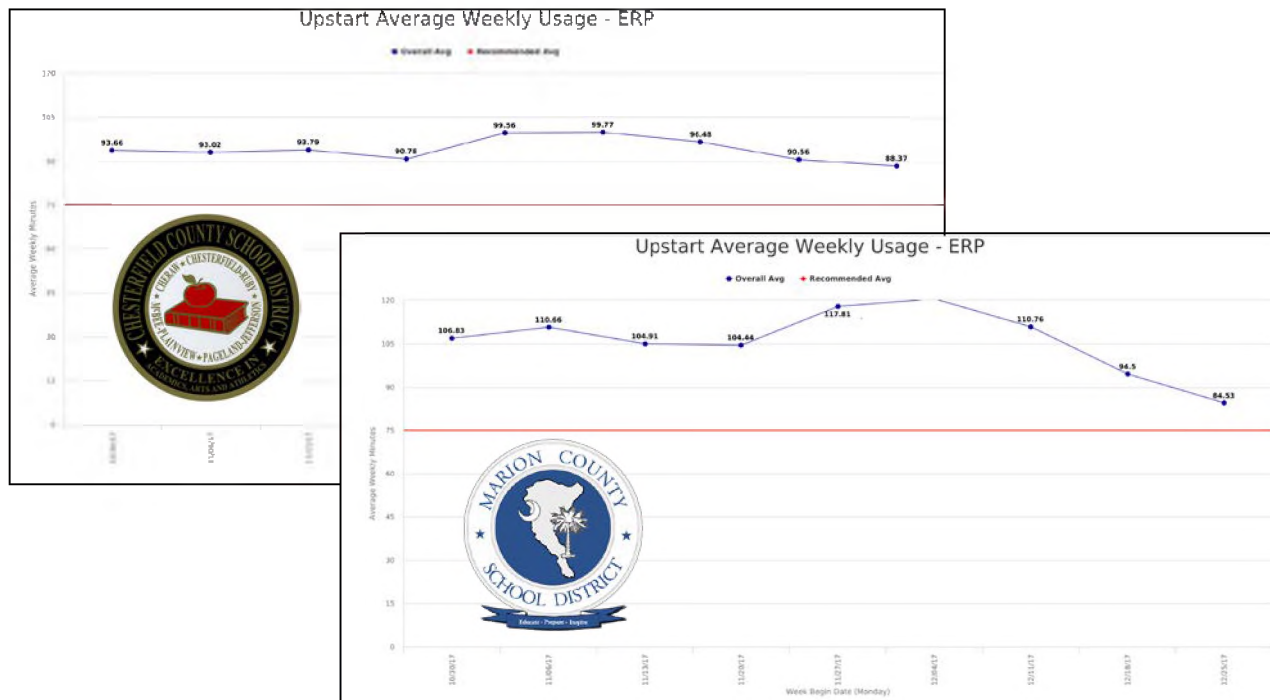 Upstart Average Weekly Usage - ERP
Overall Avg Recommended Avg
Average Weekly Minutes
105
90
75
0
93.66
93.02
93.79
90.78
99.56
99.77
96.48
90.56
88.37
CHESTERFIELD COUNTY SCHOOL DISTRICT
CHERAW ★ CHESTERFIELD-RUBY
McBEE-PLAINVIEW ★ PAGELAND-JEFFERSON
EXCELLENCE IN
ACADEMICS, ARTS AND ATHLETICS
Upstart Average Weekly Usage - ERP
Overall Avg Recommended Avg
Average Weekly Minutes
120
105
90
75
60
45
30
15
0
106.83
110.66
104.91
104.44
117.81
110.76
94.5
84.53
MARION COUNTY
SCHOOL DISTRICT
Educate - Prepare - Inspire
10/30/17
11/06/17
11/13/17
11/20/17
11/27/17
12/04/17
12/11/17
12/18/17
12/25/17
Week Begin Date (Monday)